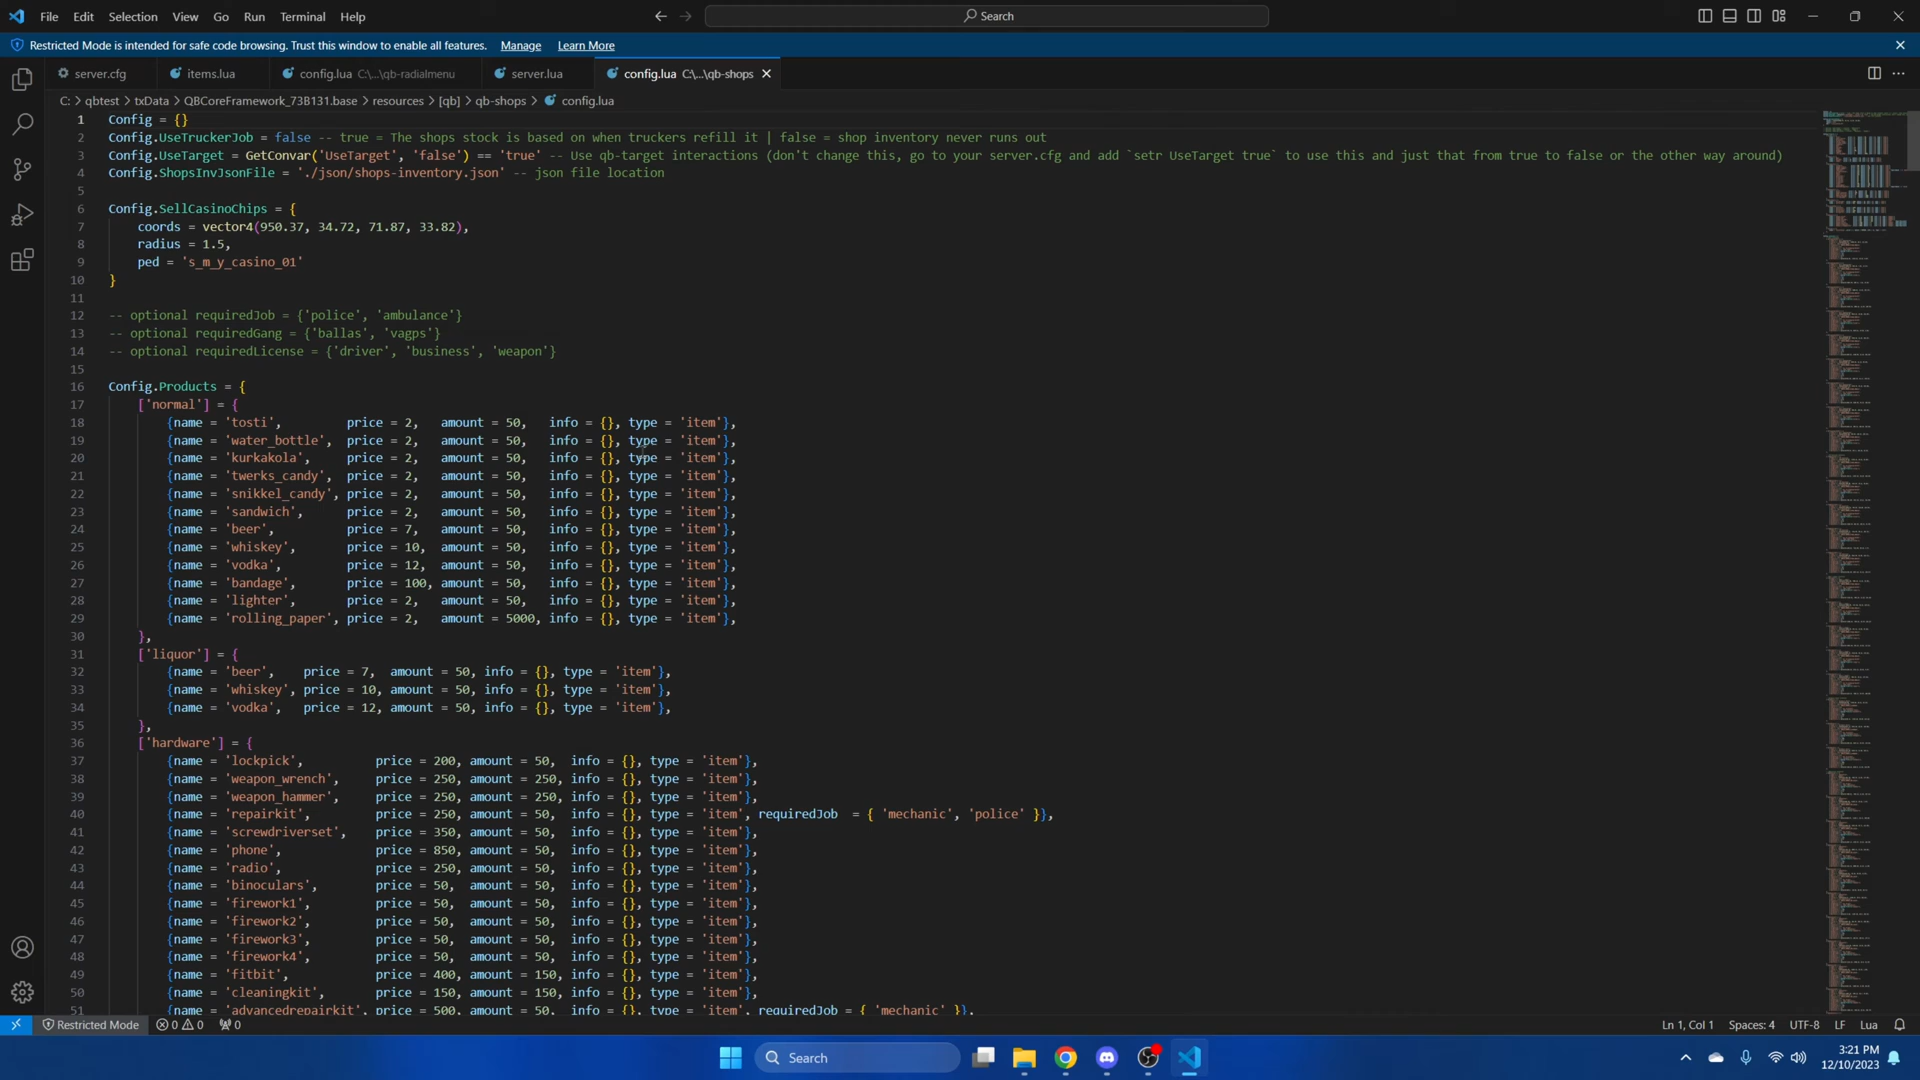 File Edit Selection View Go Run Terminal Help
Search
Restricted Mode is intended for safe code browsing. Trust this window to enable all features. Manage Learn More
server.cfg items.lua config.lua C:\...\qb-radialmenu server.lua config.lua C:\...\qb-shops
C: > qbtest > txData > QBCoreFramework_73B131.base > resources > [qb] > qb-shops > config.lua
1 Config = {}
2 Config.UseTruckerJob = false -- true = The shops stock is based on when truckers refill it | false = shop inventory never runs out
3 Config.UseTarget = GetConvar('UseTarget', 'false') == 'true' -- Use qb-target interactions (don't change this, go to your server.cfg and add `setr UseTarget true` to use this and just that from true to false or the other way around)
4 Config.ShopsInvJsonFile = './json/shops-inventory.json' -- json file location
5
6 Config.SellCasinoChips = {
7 coords = vector4(950.37, 34.72, 71.87, 33.82),
8 radius = 1.5,
9 ped = 's_m_y_casino_01'
10 }
11
12 -- optional requiredJob = {'police', 'ambulance'}
13 -- optional requiredGang = {'ballas', 'vagps'}
14 -- optional requiredLicense = {'driver', 'business', 'weapon'}
15
16 Config.Products = {
17 ['normal'] = {
18 {name = 'tosti', price = 2, amount = 50, info = {}, type = 'item'},
19 {name = 'water_bottle', price = 2, amount = 50, info = {}, type = 'item'},
20 {name = 'kurkakola', price = 2, amount = 50, info = {}, type = 'item'},
21 {name = 'twerks_candy', price = 2, amount = 50, info = {}, type = 'item'},
22 {name = 'snikkel_candy', price = 2, amount = 50, info = {}, type = 'item'},
23 {name = 'sandwich', price = 2, amount = 50, info = {}, type = 'item'},
24 {name = 'beer', price = 7, amount = 50, info = {}, type = 'item'},
25 {name = 'whiskey', price = 10, amount = 50, info = {}, type = 'item'},
26 {name = 'vodka', price = 12, amount = 50, info = {}, type = 'item'},
27 {name = 'bandage', price = 100, amount = 50, info = {}, type = 'item'},
28 {name = 'lighter', price = 2, amount = 50, info = {}, type = 'item'},
29 {name = 'rolling_paper', price = 2, amount = 5000, info = {}, type = 'item'},
30 },
31 ['liquor'] = {
32 {name = 'beer', price = 7, amount = 50, info = {}, type = 'item'},
33 {name = 'whiskey', price = 10, amount = 50, info = {}, type = 'item'},
34 {name = 'vodka', price = 12, amount = 50, info = {}, type = 'item'},
35 },
36 ['hardware'] = {
37 {name = 'lockpick', price = 200, amount = 50, info = {}, type = 'item'},
38 {name = 'weapon_wrench', price = 250, amount = 250, info = {}, type = 'item'},
39 {name = 'weapon_hammer', price = 250, amount = 250, info = {}, type = 'item'},
40 {name = 'repairkit', price = 250, amount = 50, info = {}, type = 'item', requiredJob = { 'mechanic', 'police' }},
41 {name = 'screwdriverset', price = 350, amount = 50, info = {}, type = 'item'},
42 {name = 'phone', price = 850, amount = 50, info = {}, type = 'item'},
43 {name = 'radio', price = 250, amount = 50, info = {}, type = 'item'},
44 {name = 'binoculars', price = 50, amount = 50, info = {}, type = 'item'},
45 {name = 'firework1', price = 50, amount = 50, info = {}, type = 'item'},
46 {name = 'firework2', price = 50, amount = 50, info = {}, type = 'item'},
47 {name = 'firework3', price = 50, amount = 50, info = {}, type = 'item'},
48 {name = 'firework4', price = 50, amount = 50, info = {}, type = 'item'},
49 {name = 'fitbit', price = 400, amount = 150, info = {}, type = 'item'},
50 {name = 'cleaningkit', price = 150, amount = 150, info = {}, type = 'item'},
51 {name = 'advancedrepairkit', price = 500, amount = 50, info = {}, type = 'item', requiredJob = { 'mechanic' }},
Restricted Mode 0 0 0 Ln 1, Col 1 Spaces: 4 UTF-8 LF Lua
Search
3:21 PM
12/10/2023